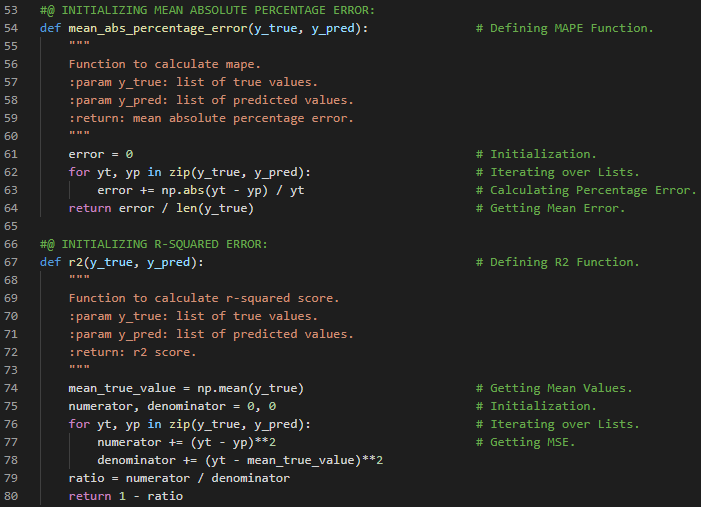 53 #@ INITIALIZING MEAN ABSOLUTE PERCENTAGE ERROR:
54 def mean_abs_percentage_error(y_true, y_pred): # Defining MAPE Function.
55 """
56 Function to calculate mape.
57 :param y_true: list of true values.
58 :param y_pred: list of predicted values.
59 :return: mean absolute percentage error.
60 """
61 error = 0 # Initialization.
62 for yt, yp in zip(y_true, y_pred): # Iterating over Lists.
63 error += np.abs(yt - yp) / yt # Calculating Percentage Error.
64 return error / len(y_true) # Getting Mean Error.
65
66 #@ INITIALIZING R-SQUARED ERROR:
67 def r2(y_true, y_pred): # Defining R2 Function.
68 """
69 Function to calculate r-squared score.
70 :param y_true: list of true values.
71 :param y_pred: list of predicted values.
72 :return: r2 score.
73 """
74 mean_true_value = np.mean(y_true) # Getting Mean Values.
75 numerator, denominator = 0, 0 # Initialization.
76 for yt, yp in zip(y_true, y_pred): # Iterating over Lists.
77 numerator += (yt - yp)**2 # Getting MSE.
78 denominator += (yt - mean_true_value)**2
79 ratio = numerator / denominator
80 return 1 - ratio